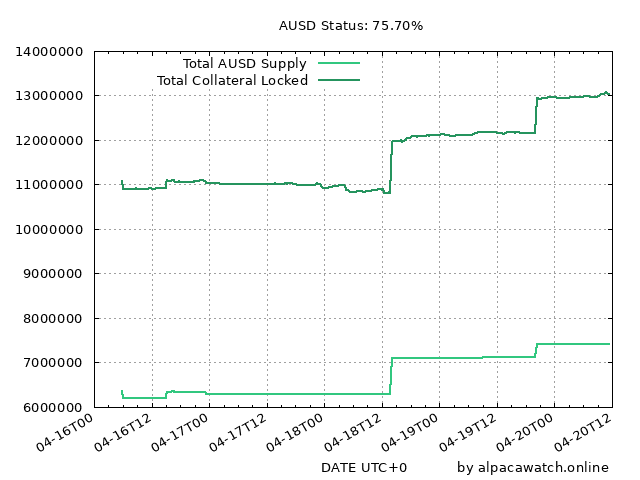 AUSD Status: 75.70%
Total AUSD Supply
Total Collateral Locked
14000000
13000000
12000000
11000000
10000000
9000000
8000000
7000000
6000000
04-16T00
04-16T12
04-17T00
04-17T12
04-18T00
04-18T12
04-19T00
04-19T12
04-20T00
04-20T12
DATE UTC+0
by alpacawatch.online